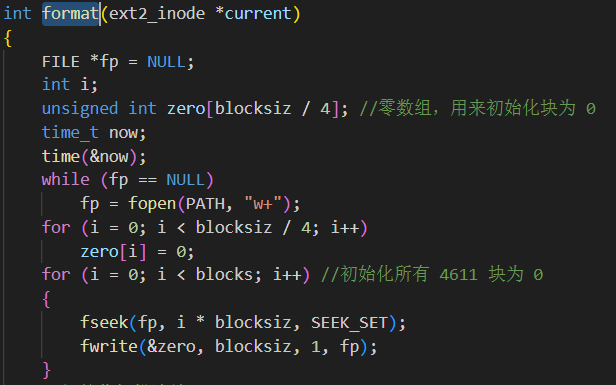 int format(ext2_inode *current)
{
    FILE *fp = NULL;
    int i;
    unsigned int zero[blocksiz / 4]; //零数组，用来初始化块为 0
    time_t now;
    time(&now);
    while (fp == NULL)
        fp = fopen(PATH, "w+");
    for (i = 0; i < blocksiz / 4; i++)
        zero[i] = 0;
    for (i = 0; i < blocks; i++) //初始化所有 4611 块为 0
    {
        fseek(fp, i * blocksiz, SEEK_SET);
        fwrite(&zero, blocksiz, 1, fp);
    }